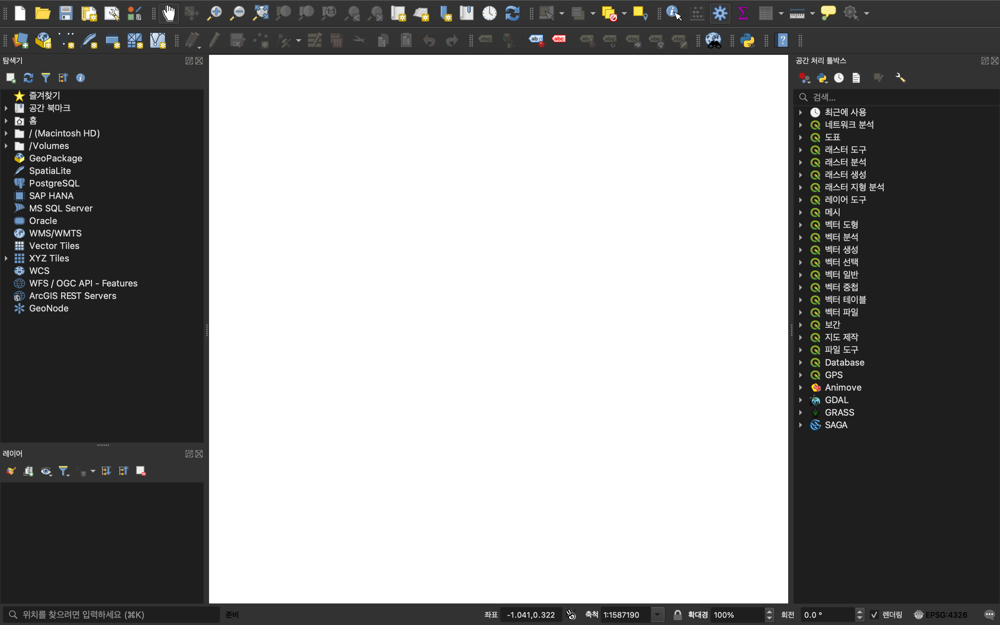 탐색기
즐겨찾기
공간 북마크
홈
/ (Macintosh HD)
/Volumes
GeoPackage
SpatiaLite
PostgreSQL
SAP HANA
MS SQL Server
Oracle
WMS/WMTS
Vector Tiles
XYZ Tiles
WCS
WFS / OGC API - Features
ArcGIS REST Servers
GeoNode
레이어
공간 처리 툴박스
검색...
최근에 사용
네트워크 분석
도표
래스터 도구
래스터 분석
래스터 생성
래스터 지형 분석
레이어 도구
메시
벡터 도형
벡터 분석
벡터 생성
벡터 선택
벡터 일반
벡터 중첩
벡터 테이블
벡터 파일
보간
지도 제작
파일 도구
Database
GPS
Animove
GDAL
GRASS
SAGA
위치를 찾으려면 입력하세요 (⌘K) 준비 좌표 -1.041,0.322 축척 1:1587190 확대경 100% 회전 0.0 ° 렌더링 EPSG:4326